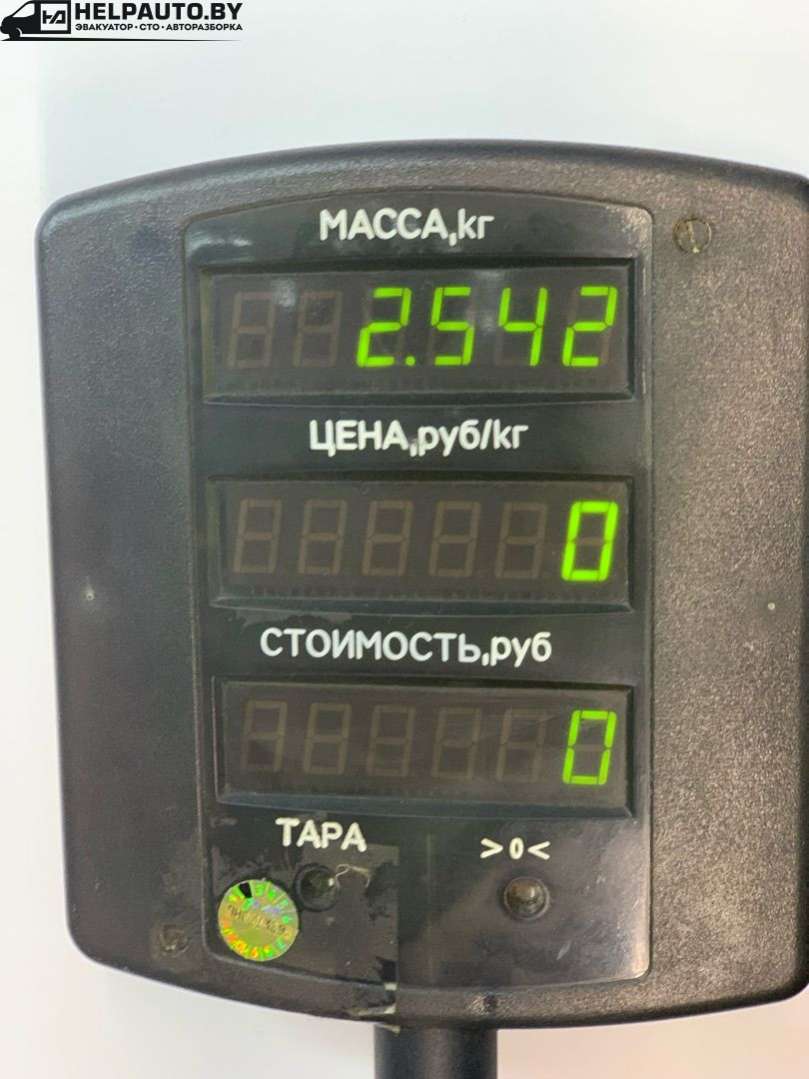 HELPAUTO.BY
ЭВАКУАТОР·СТО·АВТОРАЗБОРКА
МАССА,кг
2.542
ЦЕНА,руб/кг
0
СТОИМОСТЬ,руб
0
ТАРА >0<